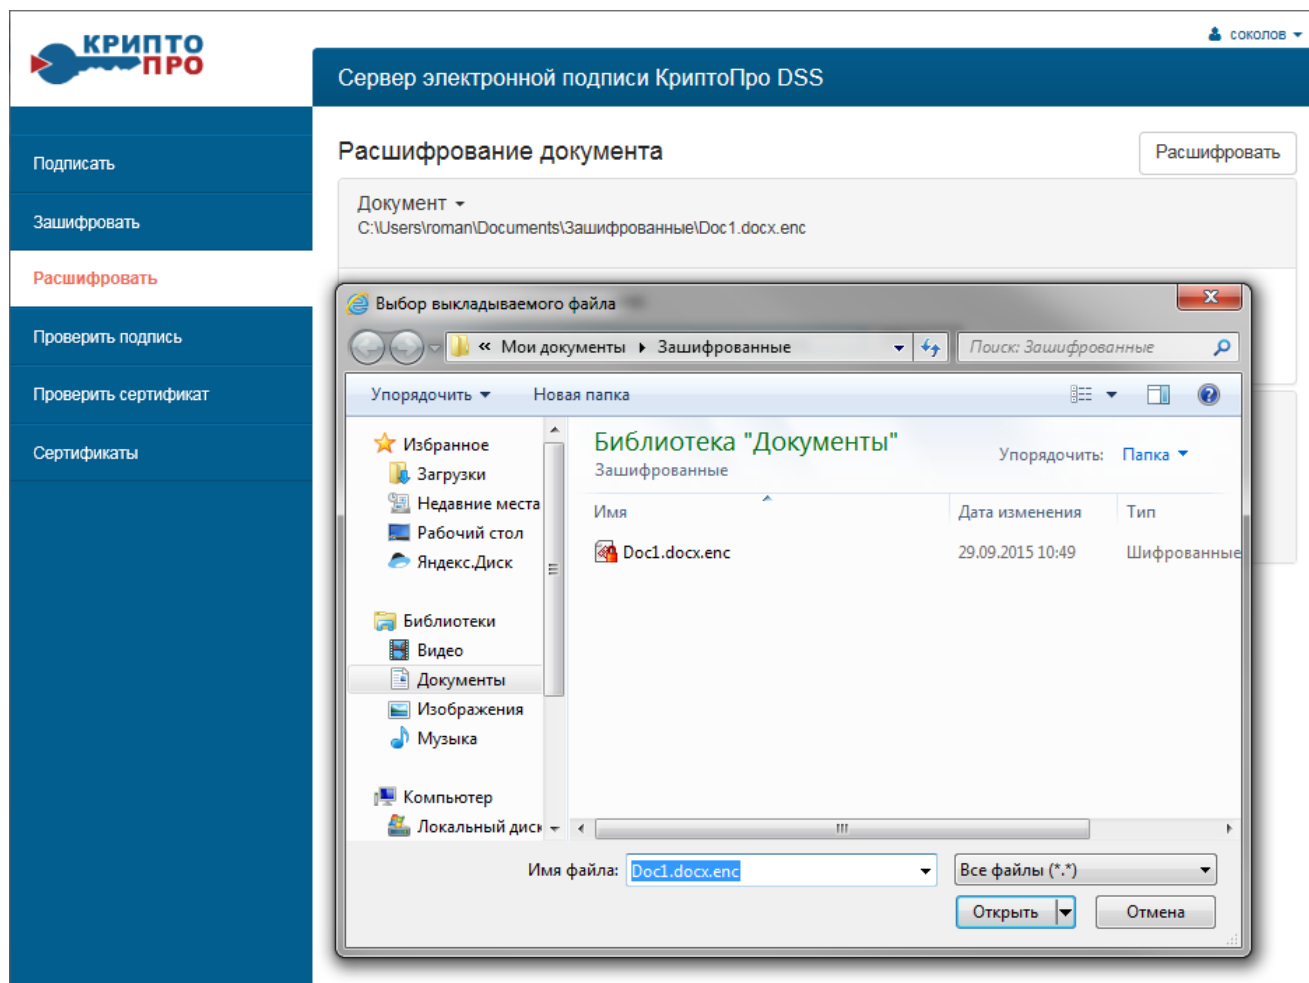 КРИПТО
ПРО
соколов
Сервер электронной подписи КриптоПро DSS
Подписать
Зашифровать
Расшифровать
Проверить подпись
Проверить сертификат
Сертификаты
Расшифрование документа
Расшифровать
Документ
C:\Users\roman\Documents\Зашифрованные\Doc1.docx.enc
Выбор выкладываемого файла
« Мои документы Зашифрованные
Поиск: Зашифрованные
Упорядочить
Новая папка
Избранное
Загрузки
Недавние места
Рабочий стол
Яндекс.Диск
Библиотеки
Видео
Документы
Изображения
Музыка
Компьютер
Локальный диск
Библиотека "Документы"
Зашифрованные
Упорядочить: Папка
Имя Дата изменения Тип
Doc1.docx.enc 29.09.2015 10:49 Шифрованные
Имя файла: Doc1.docx.enc
Все файлы (*.*)
Открыть Отмена